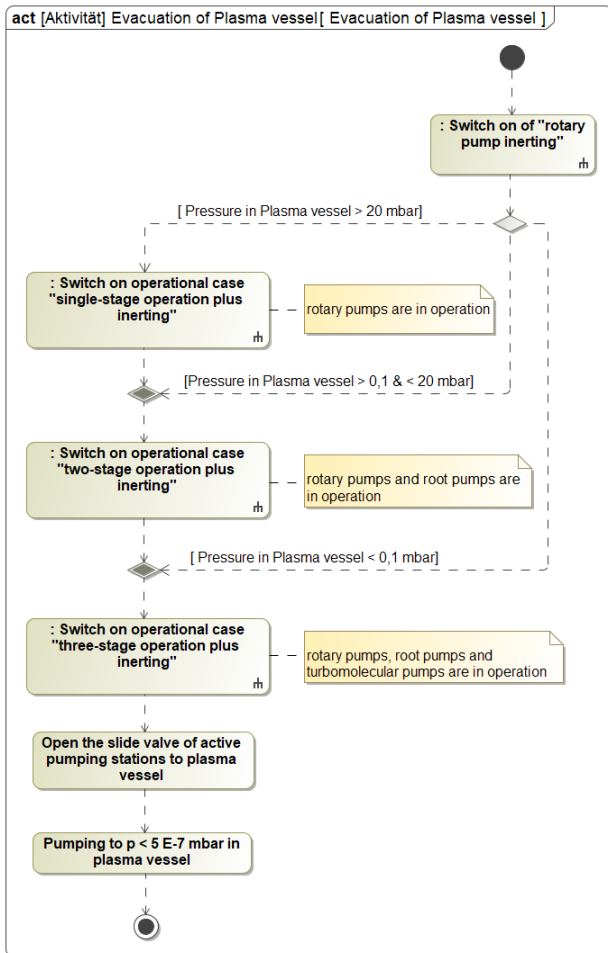 act [Aktivität] Evacuation of Plasma vessel[ Evacuation of Plasma vessel ]
: Switch on of "rotary
pump inerting"
[ Pressure in Plasma vessel > 20 mbar]
: Switch on operational case
"single-stage operation plus
inerting"
rotary pumps are in operation
[Pressure in Plasma vessel > 0,1 & < 20 mbar]
: Switch on operational case
"two-stage operation plus
inerting"
rotary pumps and root pumps are
in operation
[ Pressure in Plasma vessel < 0,1 mbar]
: Switch on operational case
"three-stage operation plus
inerting"
rotary pumps, root pumps and
turbomolecular pumps are in operation
Open the slide valve of active
pumping stations to plasma
vessel
Pumping to p < 5 E-7 mbar in
plasma vessel